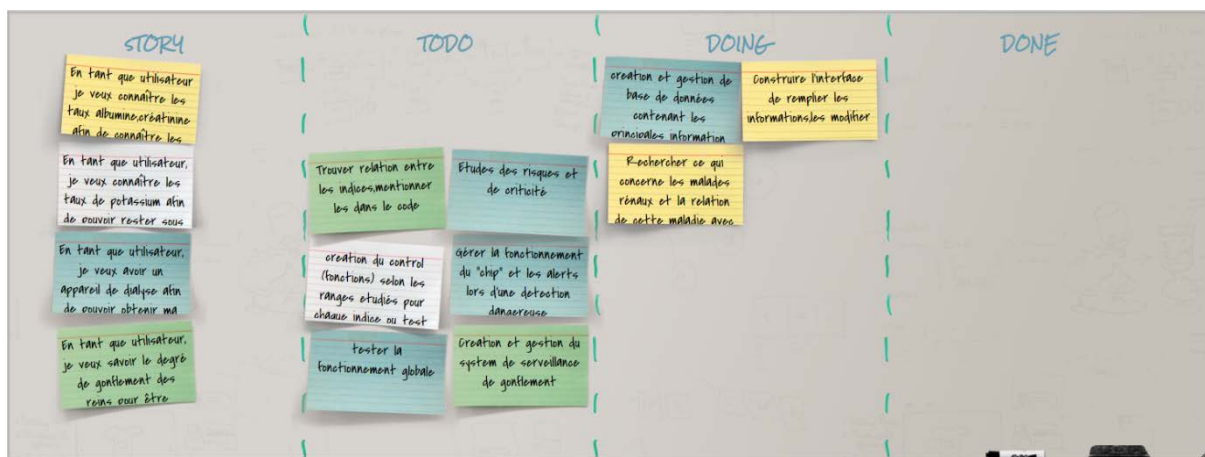 STORY
En tant que utilisateur
je veux connaître les
taux albumine,créatinine
afin de connaître les
En tant que utilisateur,
je veux connaître les
taux de potassium afin
de pouvoir rester sous
En tant que utilisateur,
je veux avoir un
appareil de dialyse afin
de pouvoir obtenir ma
En tant que utilisateur,
je veux savoir le degré
de gonflement des
reins pour être
TODO
Trouver relation entre
les indices,mentionner
les dans le code
Etudes des risques et
de criticité
creation du control
(fonctions) selon les
ranges etudiés pour
chaque indice ou test
Gérer la fonctionnement
du "chip" et les alerts
lors d'une detection
dangereuse
tester la
fonctionnement globale
Creation et gestion du
system de serveillance
de gonflement
DOING
creation et gestion de
base de données
contenant les
principales information
Construire l'interface
de remplier les
informations,les modifier
Rechercher ce qui
concerne les malades
rénaux et la relation
de cette maladie avec
DONE